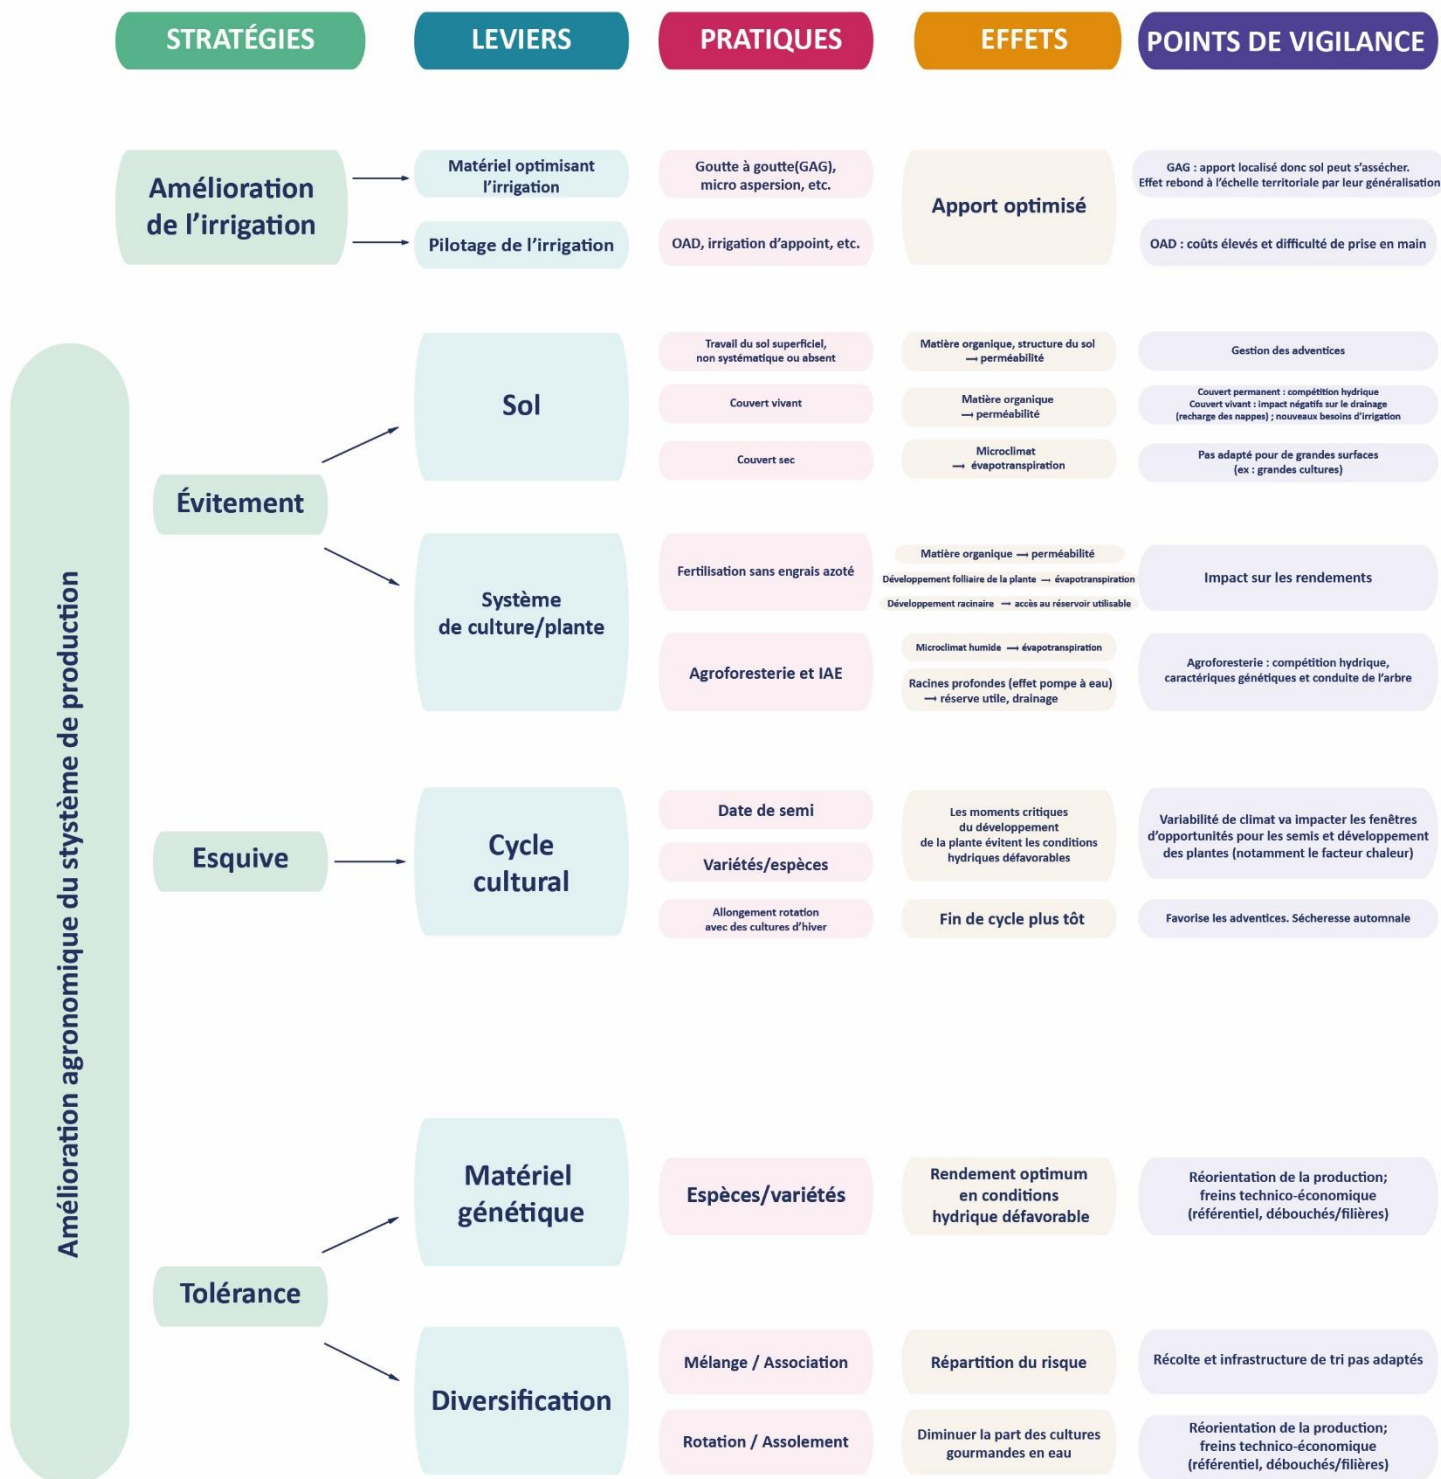 STRATÉGIES
LEVIERS
PRATIQUES
EFFETS
POINTS DE VIGILANCE
Amélioration
de l'irrigation
Matériel optimisant
l'irrigation
Goutte à goutte(GAG),
micro aspersion, etc.
Apport optimisé
GAG : apport localisé donc sol peut s'assécher.
Effet rebond à l'échelle territoriale par leur généralisation
Pilotage de l'irrigation
OAD, irrigation d'appoint, etc.
OAD : coûts élevés et difficulté de prise en main
Amélioration agronomique du stystème de production
Évitement
Sol
Travail du sol superficiel,
non systématique ou absent
Matière organique, structure du sol
→ perméabilité
Gestion des adventices
Couvert vivant
Matière organique
→ perméabilité
Couvert permanent : compétition hydrique
Couvert vivant : impact négatifs sur le drainage
(recharge des nappes) ; nouveaux besoins d'irrigation
Couvert sec
Microclimat
→ évapotranspiration
Pas adapté pour de grandes surfaces
(ex : grandes cultures)
Système
de culture/plante
Fertilisation sans engrais azoté
Matière organique → perméabilité
Développement folliaire de la plante → évapotranspiration
Développement racinaire → accès au réservoir utilisable
Impact sur les rendements
Agroforesterie et IAE
Microclimat humide → évapotranspiration
Racines profondes (effet pompe à eau)
→ réserve utile, drainage
Agroforesterie : compétition hydrique,
caractériques génétiques et conduite de l'arbre
Esquive
Cycle
cultural
Date de semi
Variétés/espèces
Les moments critiques
du développement
de la plante évitent les conditions
hydriques défavorables
Variabilité de climat va impacter les fenêtres
d'opportunités pour les semis et développement
des plantes (notamment le facteur chaleur)
Allongement rotation
avec des cultures d'hiver
Fin de cycle plus tôt
Favorise les adventices. Sécheresse automnale
Tolérance
Matériel
génétique
Espèces/variétés
Rendement optimum
en conditions
hydrique défavorable
Réorientation de la production;
freins technico-économique
(référentiel, débouchés/filières)
Diversification
Mélange / Association
Répartition du risque
Récolte et infrastructure de tri pas adaptés
Rotation / Assolement
Diminuer la part des cultures
gourmandes en eau
Réorientation de la production;
freins technico-économique
(référentiel, débouchés/filières)